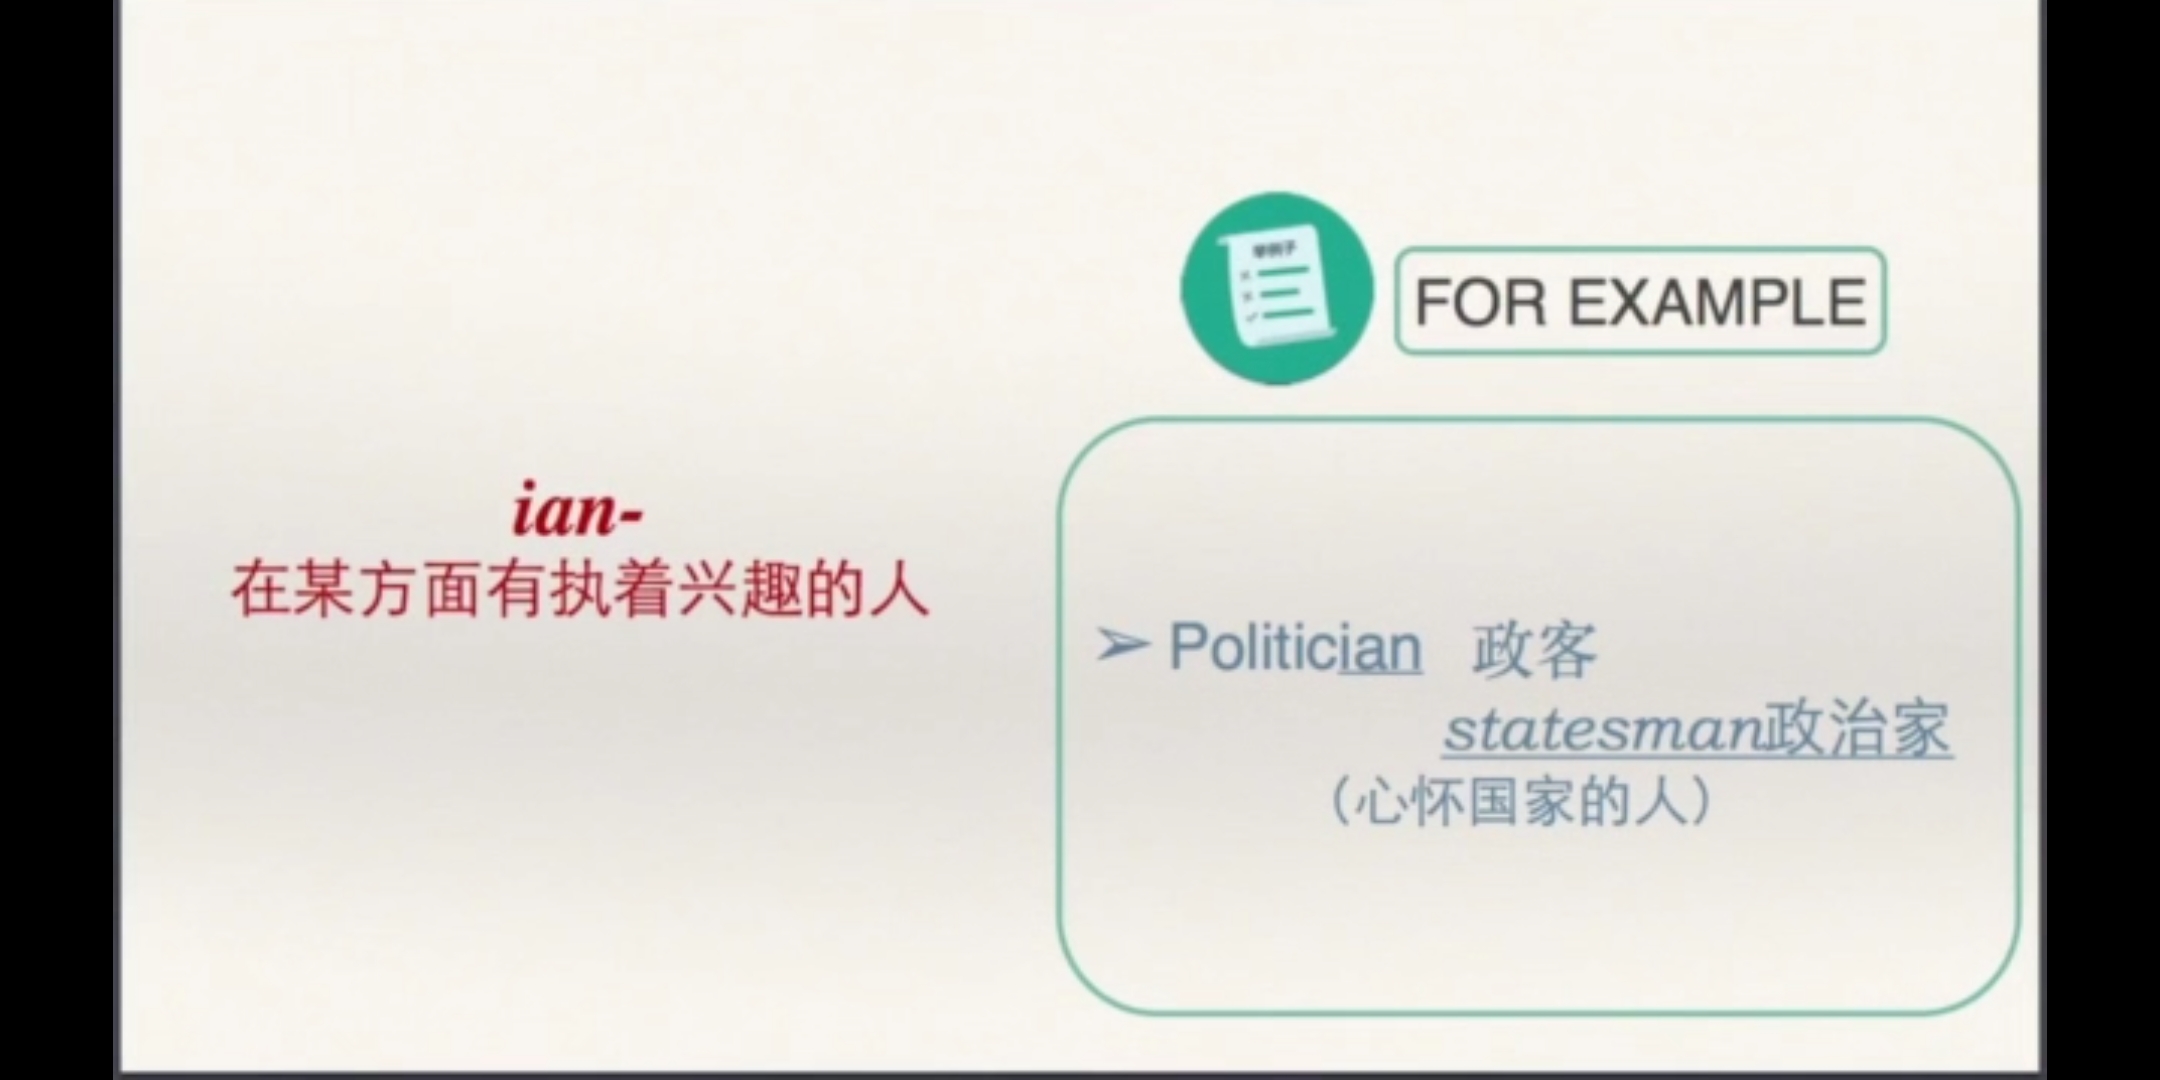 ian-
在某方面有执着兴趣的人
举例子
FOR EXAMPLE
➢ Politician 政客
statesman政治家
（心怀国家的人）